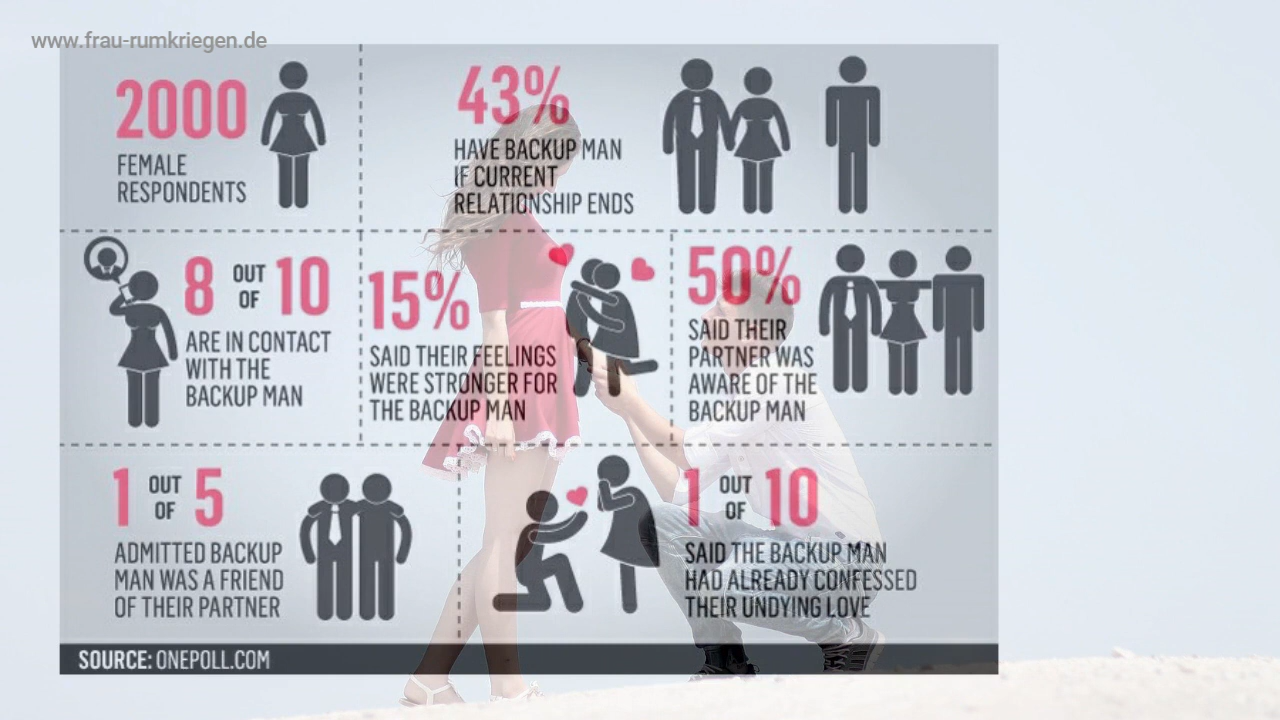 www.frau-rumkriegen.de
2000
FEMALE
RESPONDENTS
43%
HAVE BACKUP MAN
IF CURRENT
RELATIONSHIP ENDS
8 OUT OF 10
ARE IN CONTACT
WITH THE
BACKUP MAN
15%
SAID THEIR FEELINGS
WERE STRONGER FOR
THE BACKUP MAN
50%
SAID THEIR
PARTNER WAS
AWARE OF THE
BACKUP MAN
1 OUT OF 5
ADMITTED BACKUP
MAN WAS A FRIEND
OF THEIR PARTNER
1 OUT OF 10
SAID THE BACKUP MAN
HAD ALREADY CONFESSED
THEIR UNDYING LOVE
SOURCE: ONEPOLL.COM